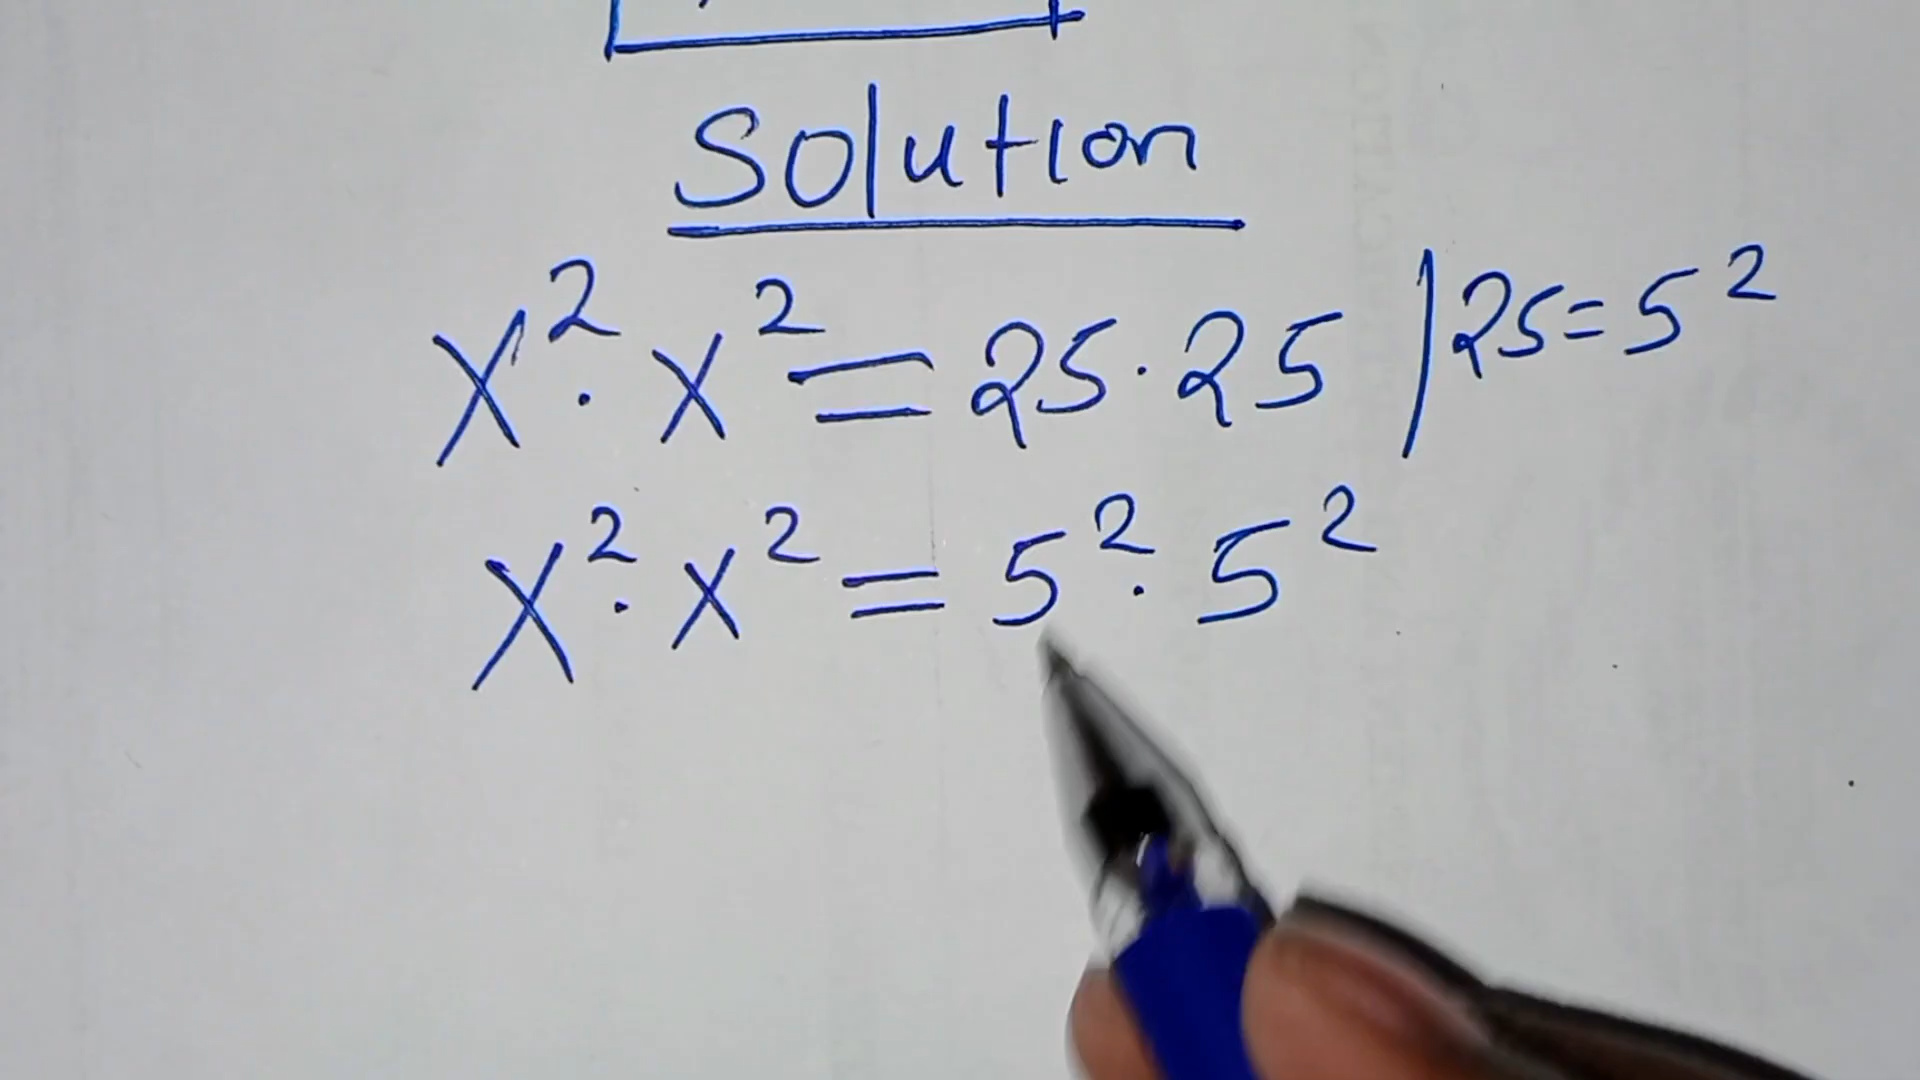 Solution
x² · x² = 25 · 25 | 25 = 5²
x² · x² = 5² · 5²